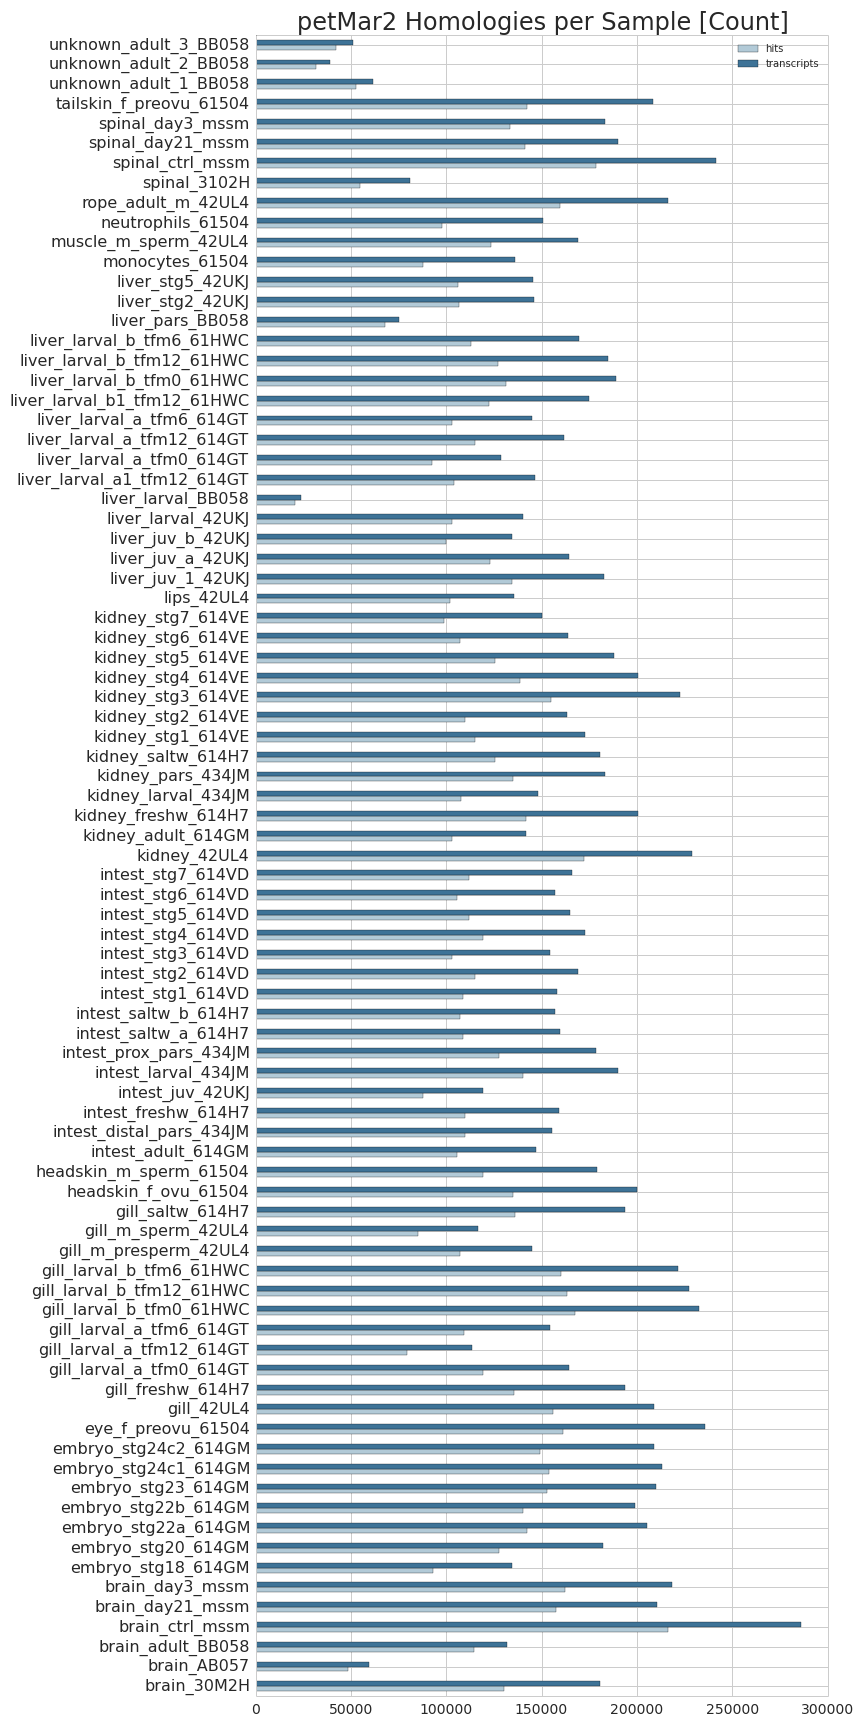 petMar2 Homologies per Sample [Count]
hits
transcripts
unknown_adult_3_BB058
unknown_adult_2_BB058
unknown_adult_1_BB058
tailskin_f_preovu_61504
spinal_day3_mssm
spinal_day21_mssm
spinal_ctrl_mssm
spinal_3102H
rope_adult_m_42UL4
neutrophils_61504
muscle_m_sperm_42UL4
monocytes_61504
liver_stg5_42UKJ
liver_stg2_42UKJ
liver_pars_BB058
liver_larval_b_tfm6_61HWC
liver_larval_b_tfm12_61HWC
liver_larval_b_tfm0_61HWC
liver_larval_b1_tfm12_61HWC
liver_larval_a_tfm6_614GT
liver_larval_a_tfm12_614GT
liver_larval_a_tfm0_614GT
liver_larval_a1_tfm12_614GT
liver_larval_BB058
liver_larval_42UKJ
liver_juv_b_42UKJ
liver_juv_a_42UKJ
liver_juv_1_42UKJ
lips_42UL4
kidney_stg7_614VE
kidney_stg6_614VE
kidney_stg5_614VE
kidney_stg4_614VE
kidney_stg3_614VE
kidney_stg2_614VE
kidney_stg1_614VE
kidney_saltw_614H7
kidney_pars_434JM
kidney_larval_434JM
kidney_freshw_614H7
kidney_adult_614GM
kidney_42UL4
intest_stg7_614VD
intest_stg6_614VD
intest_stg5_614VD
intest_stg4_614VD
intest_stg3_614VD
intest_stg2_614VD
intest_stg1_614VD
intest_saltw_b_614H7
intest_saltw_a_614H7
intest_prox_pars_434JM
intest_larval_434JM
intest_juv_42UKJ
intest_freshw_614H7
intest_distal_pars_434JM
intest_adult_614GM
headskin_m_sperm_61504
headskin_f_ovu_61504
gill_saltw_614H7
gill_m_sperm_42UL4
gill_m_presperm_42UL4
gill_larval_b_tfm6_61HWC
gill_larval_b_tfm12_61HWC
gill_larval_b_tfm0_61HWC
gill_larval_a_tfm6_614GT
gill_larval_a_tfm12_614GT
gill_larval_a_tfm0_614GT
gill_freshw_614H7
gill_42UL4
eye_f_preovu_61504
embryo_stg24c2_614GM
embryo_stg24c1_614GM
embryo_stg23_614GM
embryo_stg22b_614GM
embryo_stg22a_614GM
embryo_stg20_614GM
embryo_stg18_614GM
brain_day3_mssm
brain_day21_mssm
brain_ctrl_mssm
brain_adult_BB058
brain_AB057
brain_30M2H
0 50000 100000 150000 200000 250000 300000